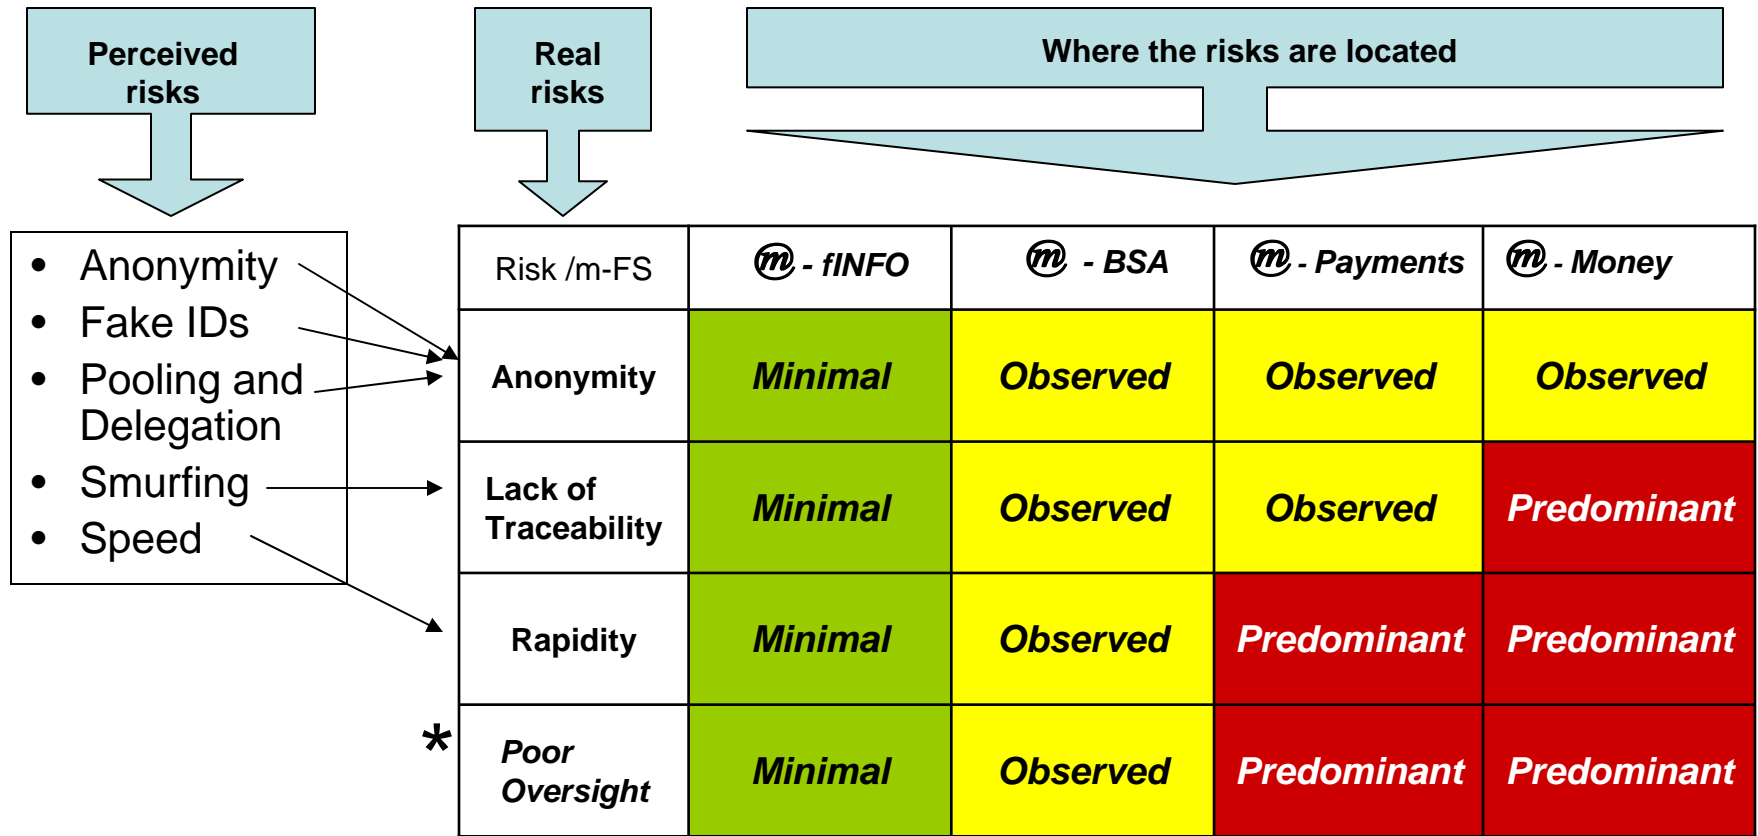 Perceived
risks
Real
risks
Where the risks are located
• Anonymity
• Fake IDs
• Pooling and
Delegation
• Smurfing
• Speed
Risk /m-FS
m - fINFO
m - BSA
m - Payments
m - Money
Anonymity
Minimal
Observed
Observed
Observed
Lack of
Traceability
Minimal
Observed
Observed
Predominant
Rapidity
Minimal
Observed
Predominant
Predominant
*
Poor
Oversight
Minimal
Observed
Predominant
Predominant